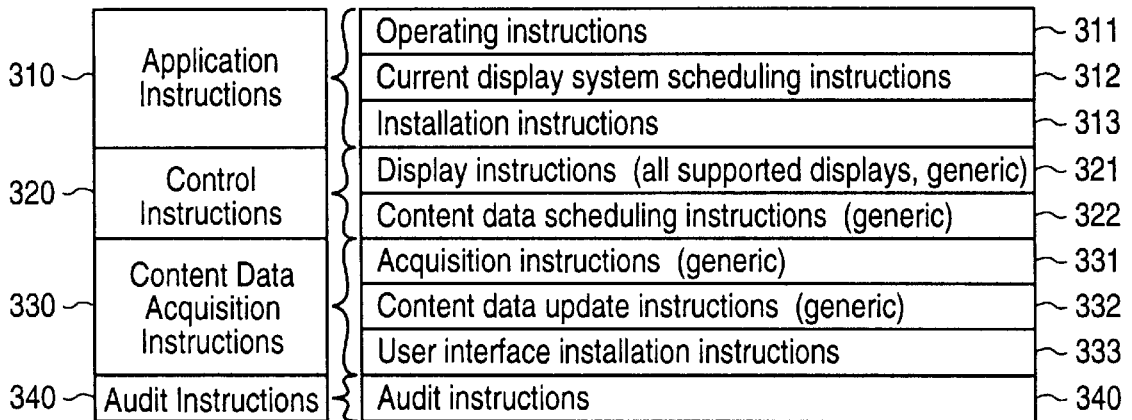 310
Application
Instructions
Operating instructions
311
Current display system scheduling instructions
312
Installation instructions
313
320
Control
Instructions
Display instructions (all supported displays, generic)
321
Content data scheduling instructions (generic)
322
330
Content Data
Acquisition
Instructions
Acquisition instructions (generic)
331
Content data update instructions (generic)
332
User interface installation instructions
333
340
Audit Instructions
Audit instructions
340